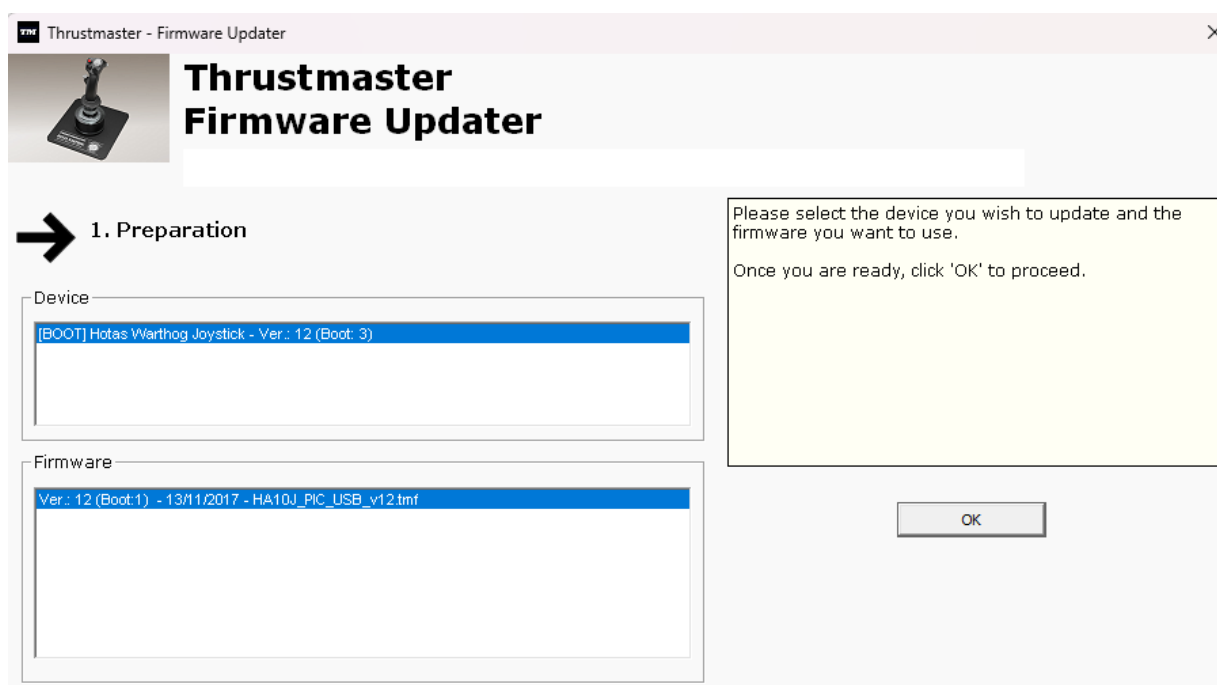 TM Thrustmaster - Firmware Updater
Thrustmaster
Firmware Updater
1. Preparation
Please select the device you wish to update and the
firmware you want to use.
Once you are ready, click 'OK' to proceed.
Device
[BOOT] Hotas Warthog Joystick - Ver.: 12 (Boot: 3)
Firmware
Ver.: 12 (Boot:1) - 13/11/2017 - HA10J_PIC_USB_v12.tmf
OK